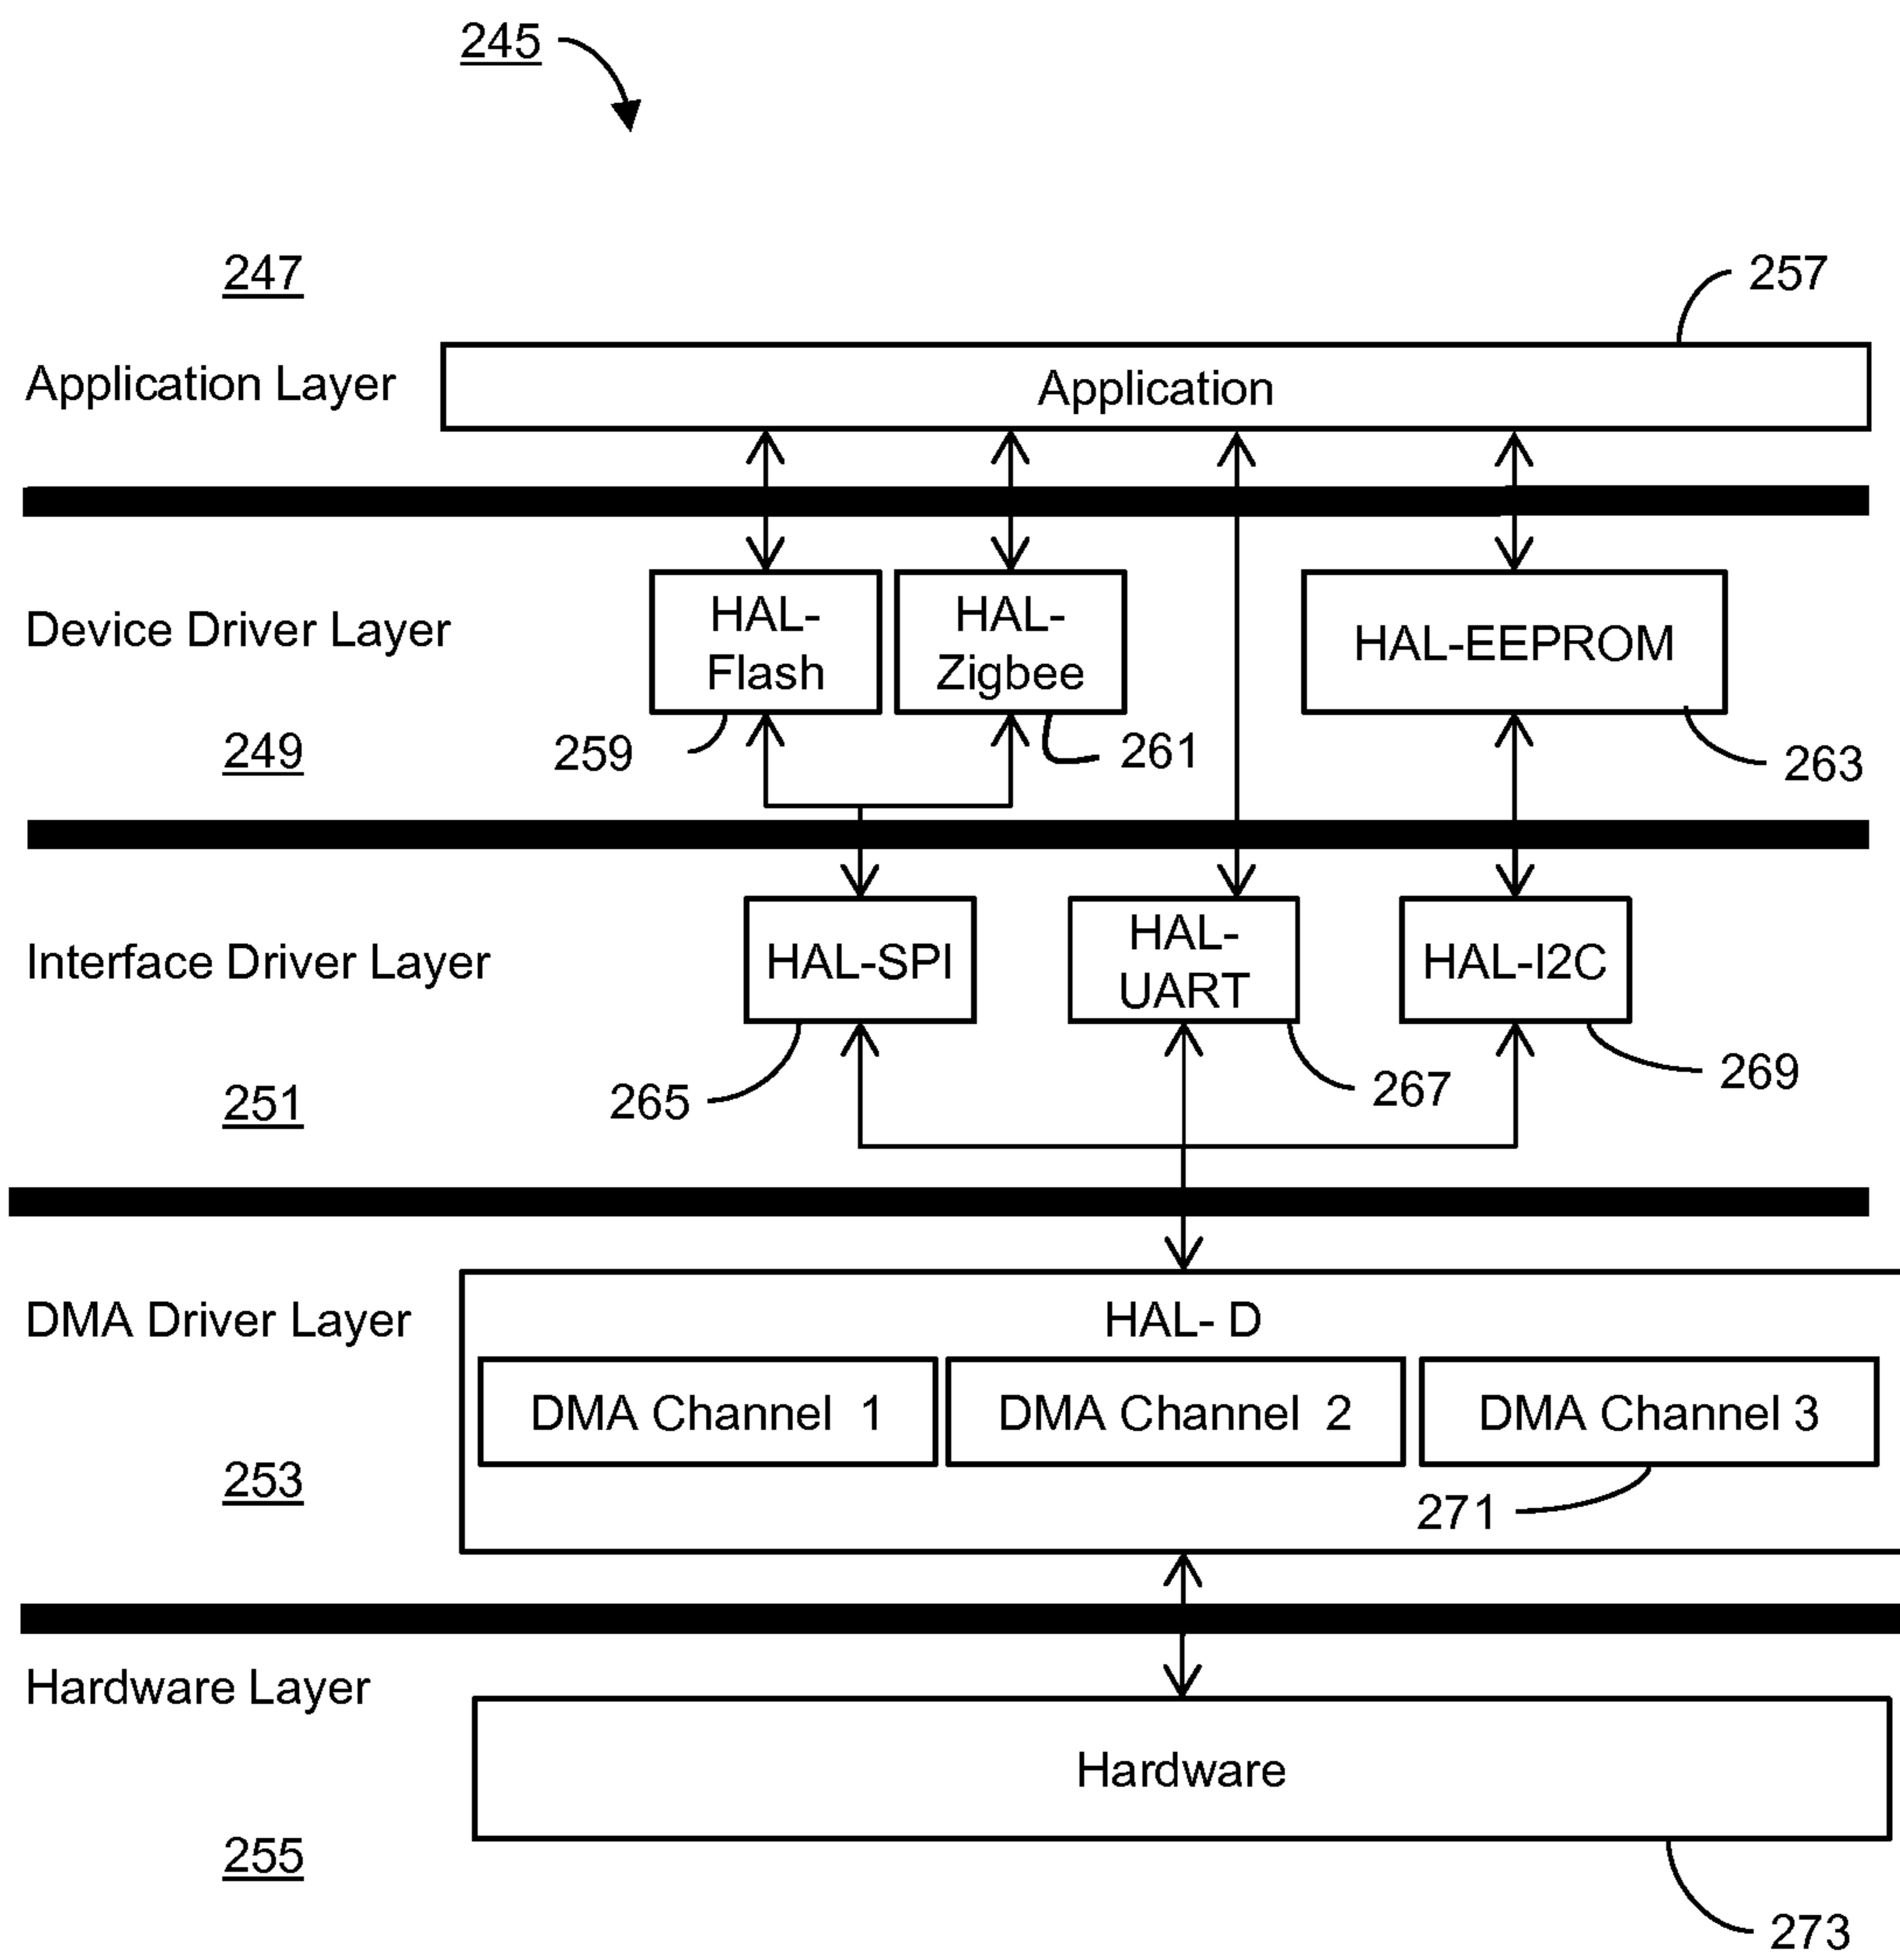 245
247
257
Application Layer
Application
Device Driver Layer
HAL-
Flash
HAL-
Zigbee
HAL-EEPROM
249
259
261
263
Interface Driver Layer
HAL-SPI
HAL-
UART
HAL-I2C
251
265
267
269
DMA Driver Layer
HAL- D
DMA Channel 1
DMA Channel 2
DMA Channel 3
253
271
Hardware Layer
Hardware
255
273